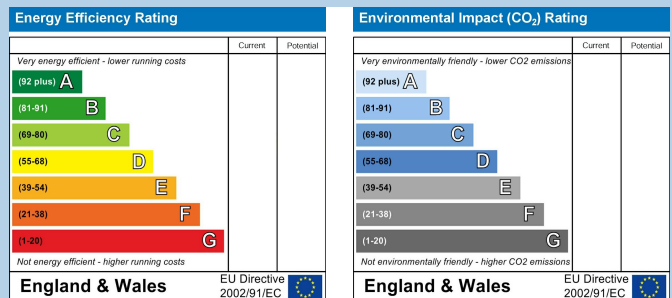 Energy Efficiency Rating
Current Potential
Very energy efficient - lower running costs
(92 plus) A
(81-91) B
(69-80) C
(55-68) D
(39-54) E
(21-38) F
(1-20) G
Not energy efficient - higher running costs
England & Wales
EU Directive
2002/91/EC
Environmental Impact (CO₂) Rating
Current Potential
Very environmentally friendly - lower CO2 emissions
(92 plus) A
(81-91) B
(69-80) C
(55-68) D
(39-54) E
(21-38) F
(1-20) G
Not environmentally friendly - higher CO2 emissions
England & Wales
EU Directive
2002/91/EC